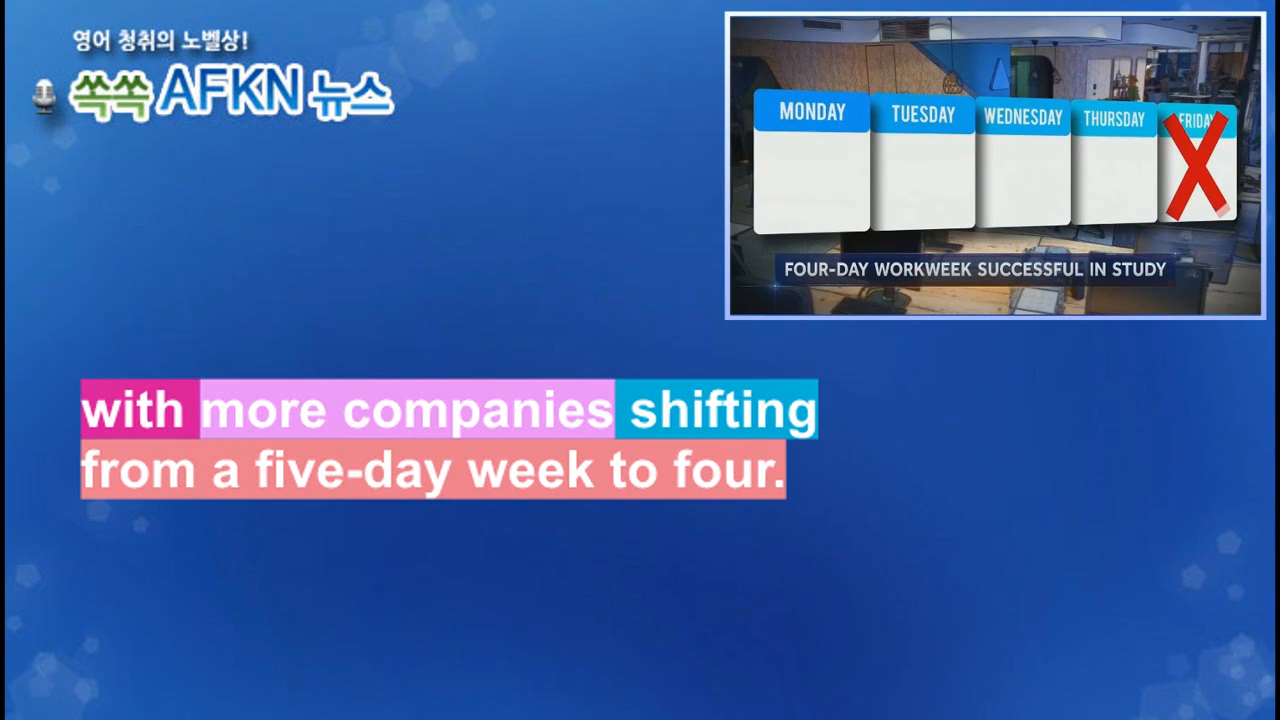 영어 청취의 노벨상!
쏙쏙 AFKN 뉴스
MONDAY
TUESDAY
WEDNESDAY
THURSDAY
FRIDAY
FOUR-DAY WORKWEEK SUCCESSFUL IN STUDY
with more companies shifting
from a five-day week to four.